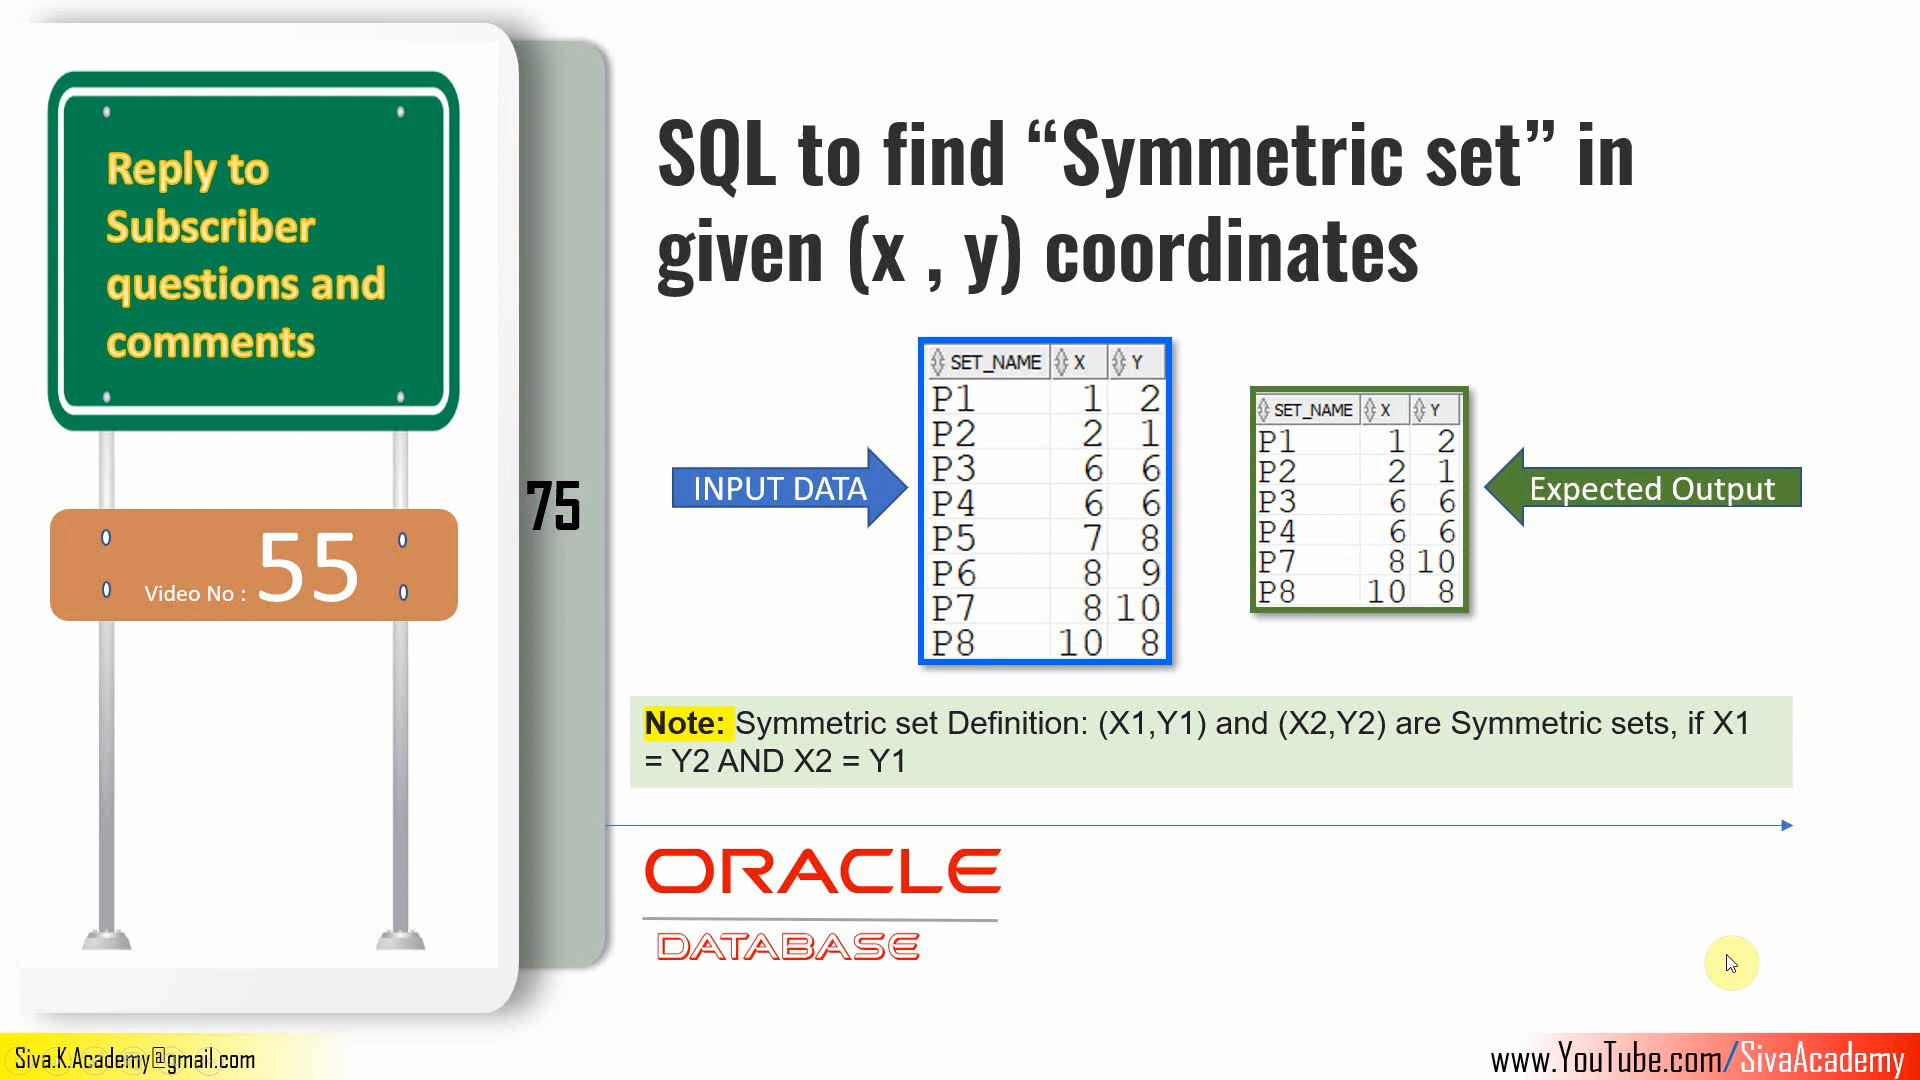 Reply to
Subscriber
questions and
comments
Video No : 55
75
SQL to find “Symmetric set” in
given (x , y) coordinates
INPUT DATA
SET_NAME X Y
P1 1 2
P2 2 1
P3 6 6
P4 6 6
P5 7 8
P6 8 9
P7 8 10
P8 10 8
SET_NAME X Y
P1 1 2
P2 2 1
P3 6 6
P4 6 6
P7 8 10
P8 10 8
Expected Output
Note: Symmetric set Definition: (X1,Y1) and (X2,Y2) are Symmetric sets, if X1
= Y2 AND X2 = Y1
ORACLE
DATABASE
Siva.K.Academy@gmail.com
www.YouTube.com/SivaAcademy